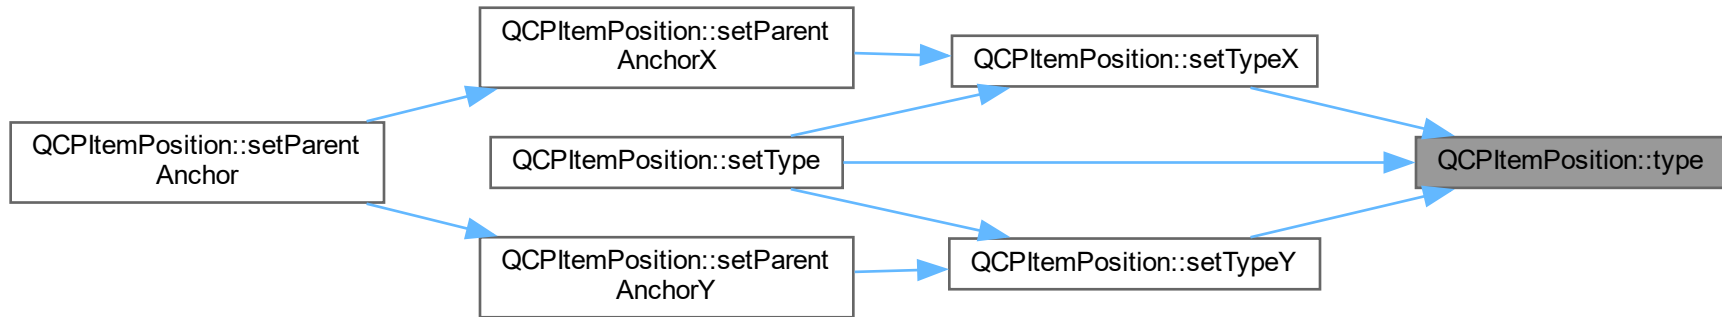 QCPItemPosition::setParent
AnchorX
QCPItemPosition::setTypeX
QCPItemPosition::setParent
Anchor
QCPItemPosition::setType
QCPItemPosition::type
QCPItemPosition::setParent
AnchorY
QCPItemPosition::setTypeY